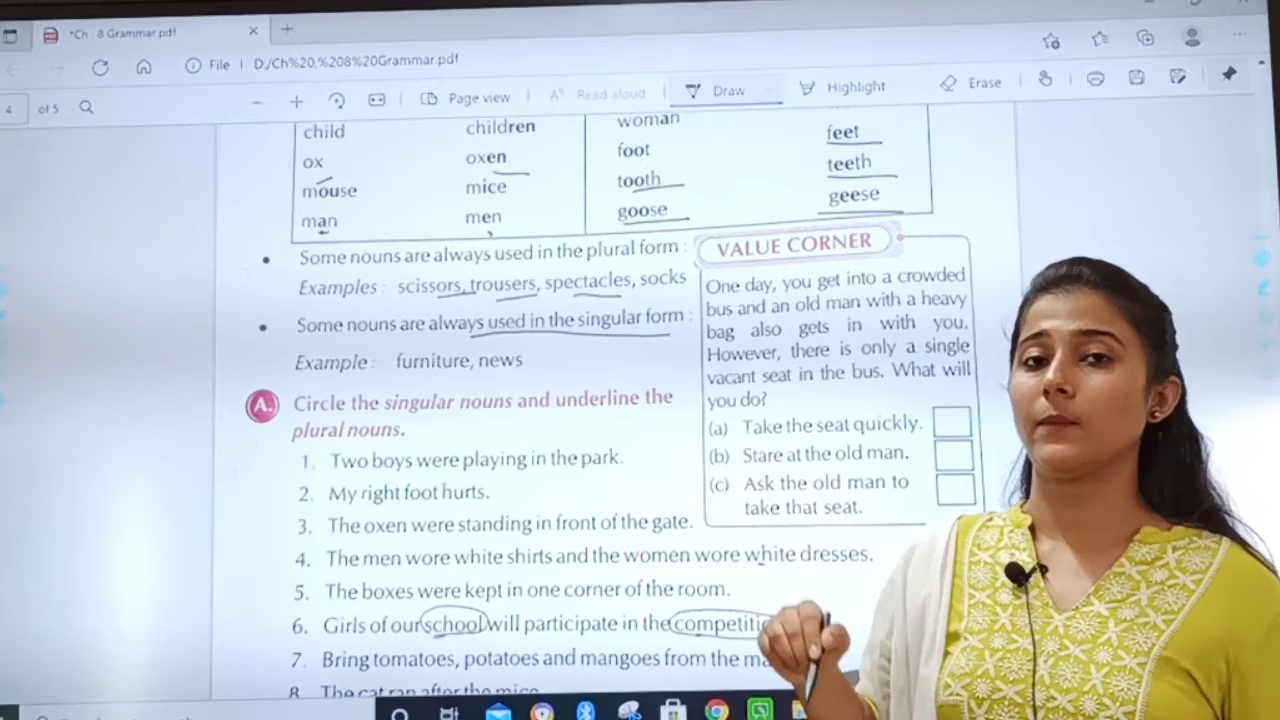 *Ch 8 Grammar.pdf
File D:/Ch%20,%208%20Grammar.pdf
4 of 5 Page view Read aloud Draw Highlight Erase
child children woman
feet
ox oxen foot
teeth
mouse mice tooth
geese
man men goose
Some nouns are always used in the plural form :
Examples : scissors, trousers, spectacles, socks
Some nouns are always used in the singular form :
Example : furniture, news
A. Circle the singular nouns and underline the
plural nouns.
1. Two boys were playing in the park.
2. My right foot hurts.
3. The oxen were standing in front of the gate.
4. The men wore white shirts and the women wore white dresses.
5. The boxes were kept in one corner of the room.
6. Girls of our school will participate in the
7. Bring tomatoes, potatoes and mangoes from the
8. The cat ran after the mice.
VALUE CORNER
One day, you get into a crowded
bus and an old man with a heavy
bag also gets in with you.
However, there is only a single
vacant seat in the bus. What will
you do?
(a) Take the seat quickly.
(b) Stare at the old man.
(c) Ask the old man to
take that seat.